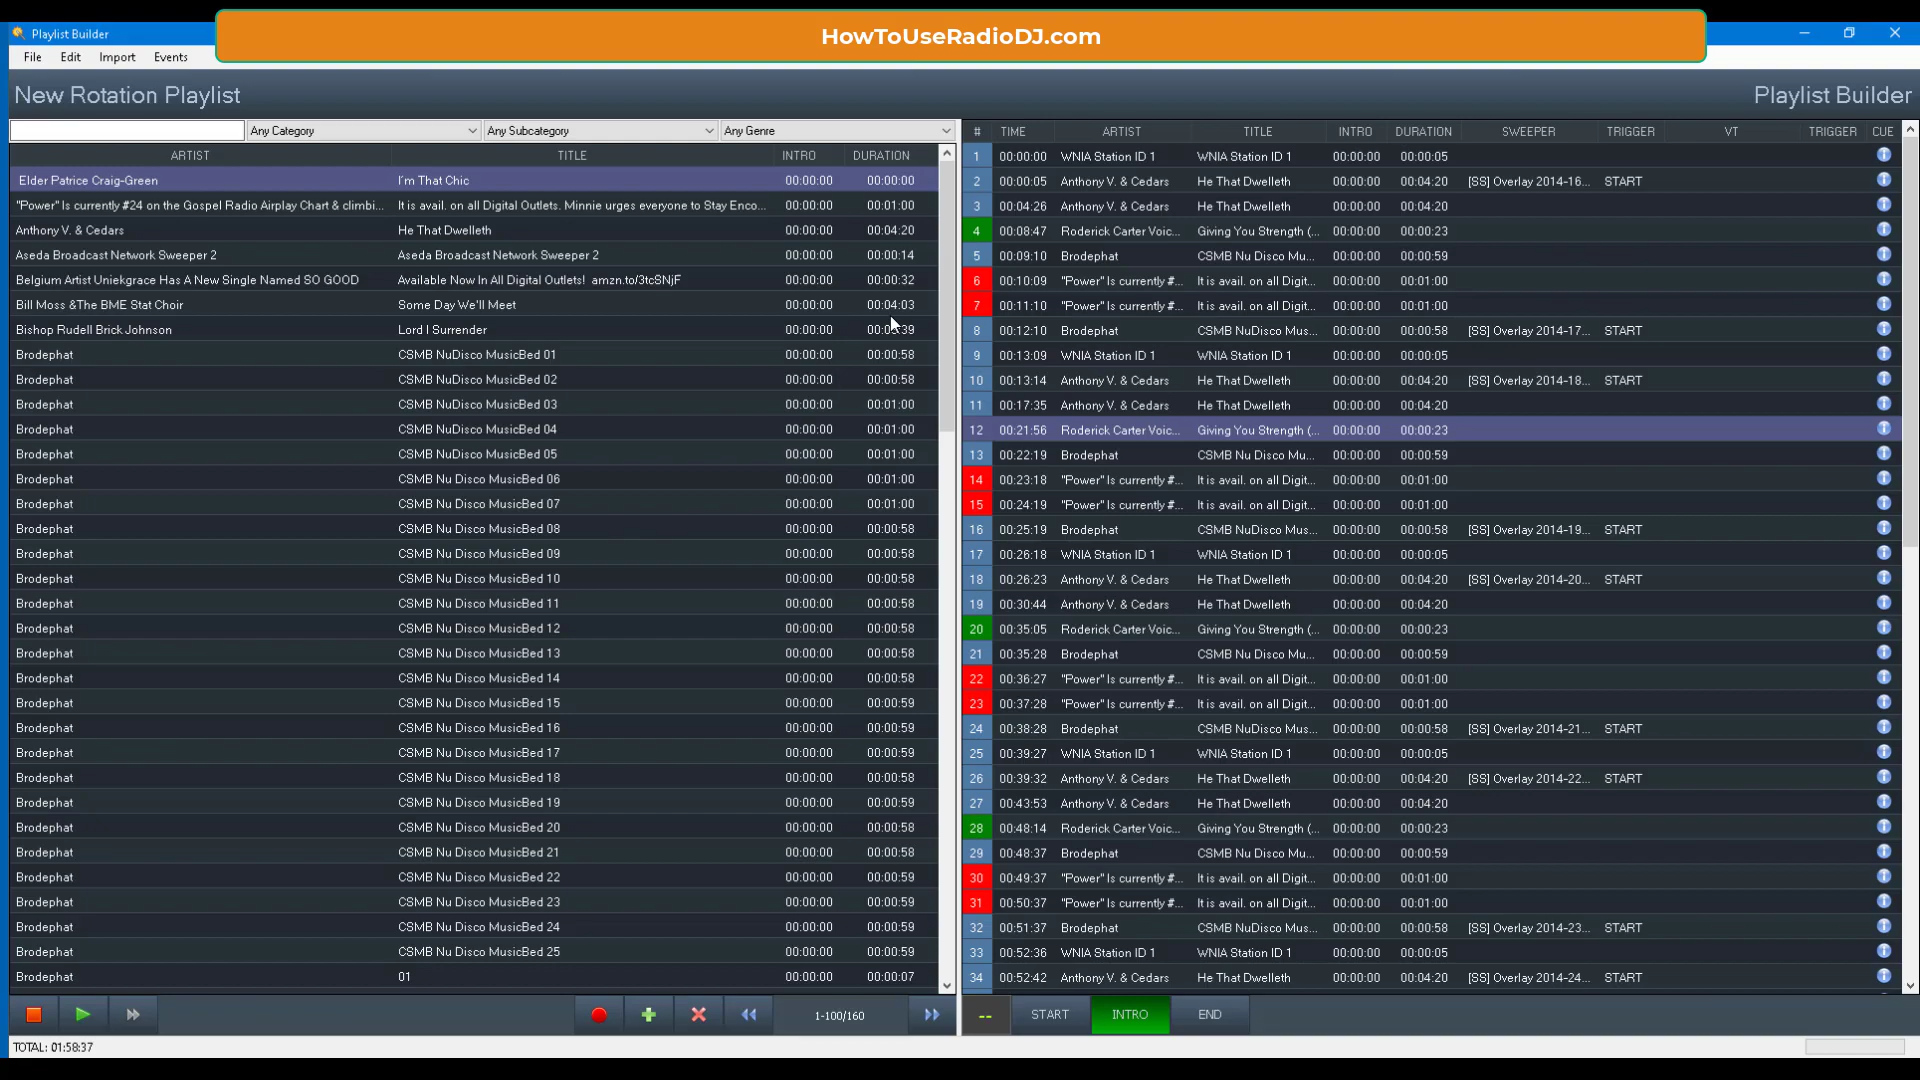 HowToUseRadioDJ.com
Playlist Builder
File Edit Import Events
New Rotation Playlist
Playlist Builder
Any Category Any Subcategory Any Genre
ARTIST TITLE INTRO DURATION
Elder Patrice Craig-Green I'm That Chic 00:00:00 00:00:00
"Power" Is currently #24 on the Gospel Radio Airplay Chart & climbi... It is avail. on all Digital Outlets. Minnie urges everyone to Stay Enco... 00:00:00 00:01:00
Anthony V. & Cedars He That Dwelleth 00:00:00 00:04:20
Aseda Broadcast Network Sweeper 2 Aseda Broadcast Network Sweeper 2 00:00:00 00:00:14
Belgium Artist Uniekgrace Has A New Single Named SO GOOD Available Now In All Digital Outlets! amzn.to/3tcSNjF 00:00:00 00:00:32
Bill Moss &The BME Stat Choir Some Day We'll Meet 00:00:00 00:04:03
Bishop Rudell Brick Johnson Lord I Surrender 00:00:00
Brodephat CSMB NuDisco MusicBed 01 00:00:00 00:00:58
Brodephat CSMB NuDisco MusicBed 02 00:00:00 00:00:58
Brodephat CSMB NuDisco MusicBed 03 00:00:00 00:01:00
Brodephat CSMB NuDisco MusicBed 04 00:00:00 00:01:00
Brodephat CSMB NuDisco MusicBed 05 00:00:00 00:01:00
Brodephat CSMB Nu Disco MusicBed 06 00:00:00 00:01:00
Brodephat CSMB Nu Disco MusicBed 07 00:00:00 00:01:00
Brodephat CSMB Nu Disco MusicBed 08 00:00:00 00:00:58
Brodephat CSMB Nu Disco MusicBed 09 00:00:00 00:00:58
Brodephat CSMB Nu Disco MusicBed 10 00:00:00 00:00:58
Brodephat CSMB Nu Disco MusicBed 11 00:00:00 00:00:58
Brodephat CSMB Nu Disco MusicBed 12 00:00:00 00:00:58
Brodephat CSMB Nu Disco MusicBed 13 00:00:00 00:00:58
Brodephat CSMB Nu Disco MusicBed 14 00:00:00 00:00:58
Brodephat CSMB Nu Disco MusicBed 15 00:00:00 00:00:59
Brodephat CSMB Nu Disco MusicBed 16 00:00:00 00:00:59
Brodephat CSMB Nu Disco MusicBed 17 00:00:00 00:00:59
Brodephat CSMB Nu Disco MusicBed 18 00:00:00 00:00:58
Brodephat CSMB Nu Disco MusicBed 19 00:00:00 00:00:59
Brodephat CSMB Nu Disco MusicBed 20 00:00:00 00:00:58
Brodephat CSMB Nu Disco MusicBed 21 00:00:00 00:00:58
Brodephat CSMB Nu Disco MusicBed 22 00:00:00 00:00:59
Brodephat CSMB Nu Disco MusicBed 23 00:00:00 00:00:59
Brodephat CSMB Nu Disco MusicBed 24 00:00:00 00:00:59
Brodephat CSMB Nu Disco MusicBed 25 00:00:00 00:00:59
Brodephat 01 00:00:00 00:00:07
1-100/160
TOTAL: 01:58:37
# TIME ARTIST TITLE INTRO DURATION SWEEPER TRIGGER VT TRIGGER CUE
1 00:00:00 WNIA Station ID 1 WNIA Station ID 1 00:00:00 00:00:05
2 00:00:05 Anthony V. & Cedars He That Dwelleth 00:00:00 00:04:20 [SS] Overlay 2014-16... START
3 00:04:26 Anthony V. & Cedars He That Dwelleth 00:00:00 00:04:20
4 00:08:47 Roderick Carter Voic... Giving You Strength (... 00:00:00 00:00:23
5 00:09:10 Brodephat CSMB Nu Disco Mu... 00:00:00 00:00:59
6 00:10:09 "Power" Is currently #... It is avail. on all Digit... 00:00:00 00:01:00
7 00:11:10 "Power" Is currently #... It is avail. on all Digit... 00:00:00 00:01:00
8 00:12:10 Brodephat CSMB NuDisco Mus... 00:00:00 00:00:58 [SS] Overlay 2014-17... START
9 00:13:09 WNIA Station ID 1 WNIA Station ID 1 00:00:00 00:00:05
10 00:13:14 Anthony V. & Cedars He That Dwelleth 00:00:00 00:04:20 [SS] Overlay 2014-18... START
11 00:17:35 Anthony V. & Cedars He That Dwelleth 00:00:00 00:04:20
12 00:21:56 Roderick Carter Voic... Giving You Strength (... 00:00:00 00:00:23
13 00:22:19 Brodephat CSMB Nu Disco Mu... 00:00:00 00:00:59
14 00:23:18 "Power" Is currently #... It is avail. on all Digit... 00:00:00 00:01:00
15 00:24:19 "Power" Is currently #... It is avail. on all Digit... 00:00:00 00:01:00
16 00:25:19 Brodephat CSMB NuDisco Mus... 00:00:00 00:00:58 [SS] Overlay 2014-19... START
17 00:26:18 WNIA Station ID 1 WNIA Station ID 1 00:00:00 00:00:05
18 00:26:23 Anthony V. & Cedars He That Dwelleth 00:00:00 00:04:20 [SS] Overlay 2014-20... START
19 00:30:44 Anthony V. & Cedars He That Dwelleth 00:00:00 00:04:20
20 00:35:05 Roderick Carter Voic... Giving You Strength (... 00:00:00 00:00:23
21 00:35:28 Brodephat CSMB Nu Disco Mu... 00:00:00 00:00:59
22 00:36:27 "Power" Is currently #... It is avail. on all Digit... 00:00:00 00:01:00
23 00:37:28 "Power" Is currently #... It is avail. on all Digit... 00:00:00 00:01:00
24 00:38:28 Brodephat CSMB NuDisco Mus... 00:00:00 00:00:58 [SS] Overlay 2014-21... START
25 00:39:27 WNIA Station ID 1 WNIA Station ID 1 00:00:00 00:00:05
26 00:39:32 Anthony V. & Cedars He That Dwelleth 00:00:00 00:04:20 [SS] Overlay 2014-22... START
27 00:43:53 Anthony V. & Cedars He That Dwelleth 00:00:00 00:04:20
28 00:48:14 Roderick Carter Voic... Giving You Strength (... 00:00:00 00:00:23
29 00:48:37 Brodephat CSMB Nu Disco Mu... 00:00:00 00:00:59
30 00:49:37 "Power" Is currently #... It is avail. on all Digit... 00:00:00 00:01:00
31 00:50:37 "Power" Is currently #... It is avail. on all Digit... 00:00:00 00:01:00
32 00:51:37 Brodephat CSMB NuDisco Mus... 00:00:00 00:00:58 [SS] Overlay 2014-23... START
33 00:52:36 WNIA Station ID 1 WNIA Station ID 1 00:00:00 00:00:05
34 00:52:42 Anthony V. & Cedars He That Dwelleth 00:00:00 00:04:20 [SS] Overlay 2014-24... START
-- START INTRO END